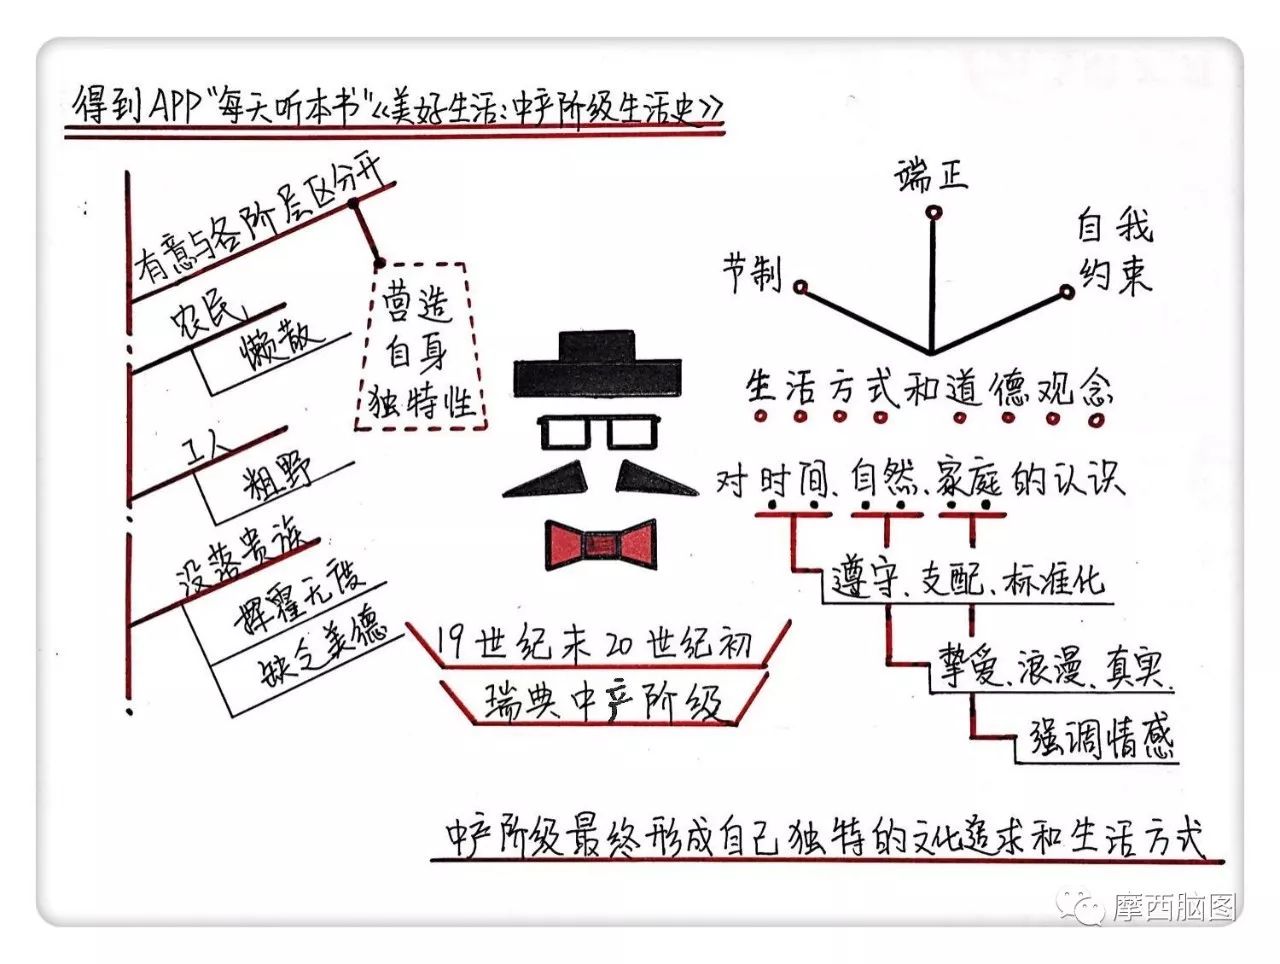 得到APP"每天听本书"《美好生活:中产阶级生活史》
有意与各阶层区分开
营造
自身
独特性
农民
懒散
工人
粗野
没落贵族
挥霍无度
缺乏美德
19世纪末20世纪初
瑞典中产阶级
端正
节制
自我
约束
生活方式和道德观念
对时间、自然、家庭的认识
遵守、支配、标准化
挚爱、浪漫、真实
强调情感
中产阶级最终形成自己独特的文化追求和生活方式
摩西脑图